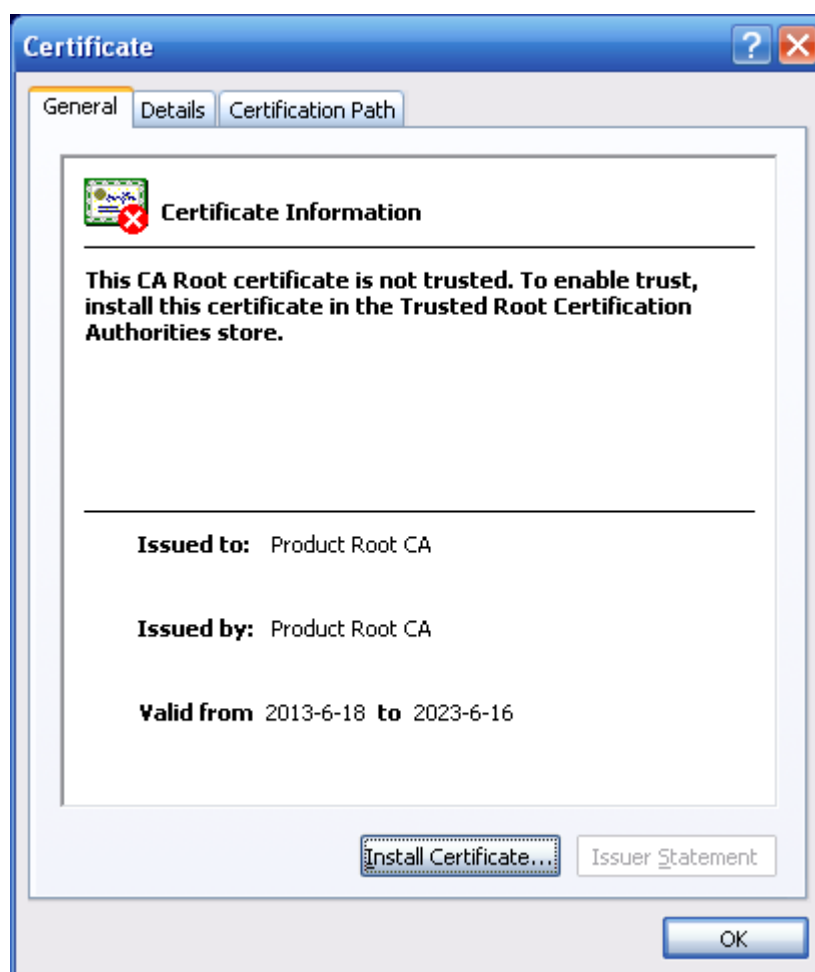 Certificate
General Details Certification Path
Certificate Information
This CA Root certificate is not trusted. To enable trust,
install this certificate in the Trusted Root Certification
Authorities store.
Issued to: Product Root CA
Issued by: Product Root CA
Valid from 2013-6-18 to 2023-6-16
Install Certificate... Issuer Statement
OK